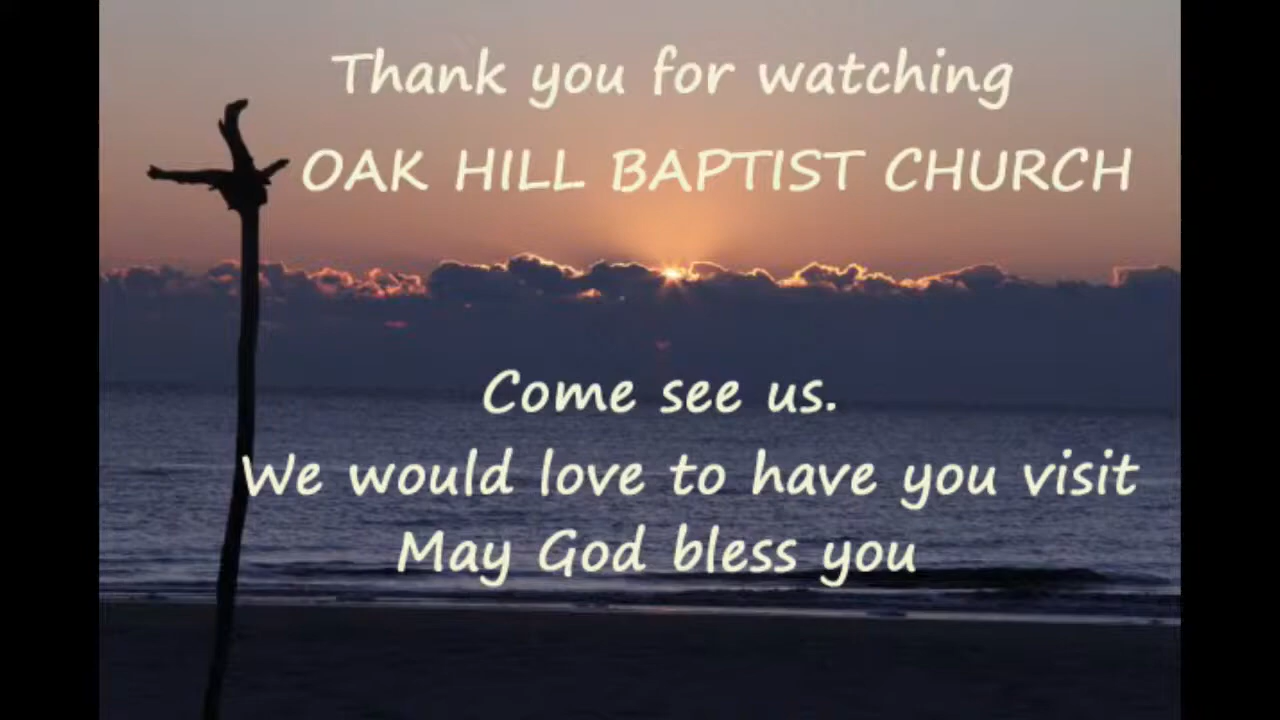 Thank you for watching
OAK HILL BAPTIST CHURCH
Come see us.
We would love to have you visit
May God bless you